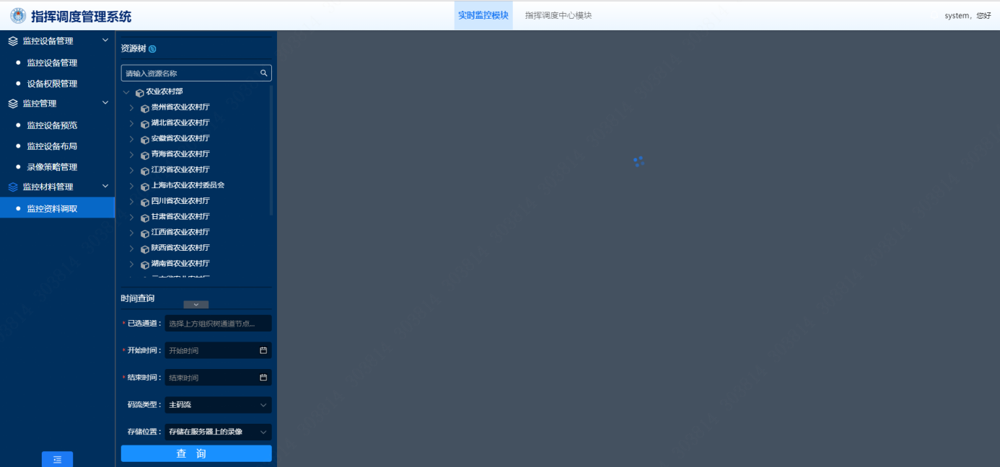 指挥调度管理系统
实时监控模块
指挥调度中心模块
system，您好
监控设备管理
监控设备管理
设备权限管理
监控管理
监控设备预览
监控设备布局
录像策略管理
监控材料管理
监控资料调取
资源树
请输入资源名称
农业农村部
贵州省农业农村厅
湖北省农业农村厅
安徽省农业农村厅
青海省农业农村厅
江苏省农业农村厅
上海市农业农村委员会
四川省农业农村厅
甘肃省农业农村厅
江西省农业农村厅
陕西省农业农村厅
湖南省农业农村厅
时间查询
* 已选通道： 选择上方组织树通道节点...
* 开始时间： 开始时间
* 结束时间： 结束时间
码流类型： 主码流
存储位置： 存储在服务器上的录像
查 询